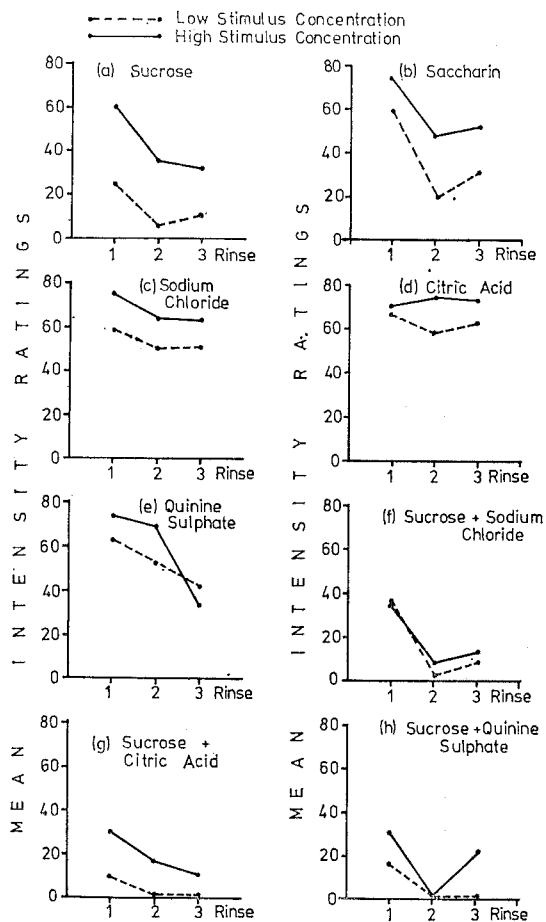 Low Stimulus Concentration
High Stimulus Concentration
(a) Sucrose
80
60
40
20
0
1 2 3 Rinse
(b) Saccharin
80
60
40
20
0
1 2 3 Rinse
(c) Sodium
Chloride
80
60
40
20
0
1 2 3 Rinse
(d) Citric Acid
80
60
40
20
0
1 2 3 Rinse
(e) Quinine
Sulphate
80
60
40
20
0
1 2 3 Rinse
(f) Sucrose + Sodium
Chloride
80
60
40
20
0
1 2 3 Rinse
(g) Sucrose +
Citric Acid
80
60
40
20
0
1 2 3 Rinse
(h) Sucrose +Quinine
Sulphate
80
60
40
20
0
1 2 3 Rinse
MEAN INTENSITY RATINGS
MEAN INTENSITY RATINGS